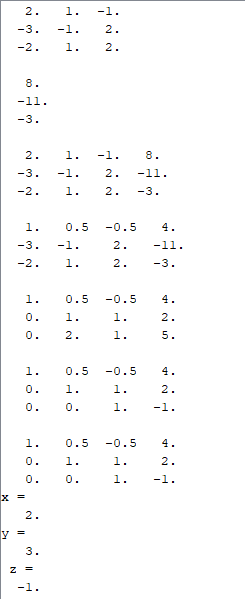 2. 1. -1.
-3. -1. 2.
-2. 1. 2.
8.
-11.
-3.
2. 1. -1. 8.
-3. -1. 2. -11.
-2. 1. 2. -3.
1. 0.5 -0.5 4.
-3. -1. 2. -11.
-2. 1. 2. -3.
1. 0.5 -0.5 4.
0. 1. 1. 2.
0. 2. 1. 5.
1. 0.5 -0.5 4.
0. 1. 1. 2.
0. 0. 1. -1.
1. 0.5 -0.5 4.
0. 1. 1. 2.
0. 0. 1. -1.
x =
2.
y =
3.
z =
-1.